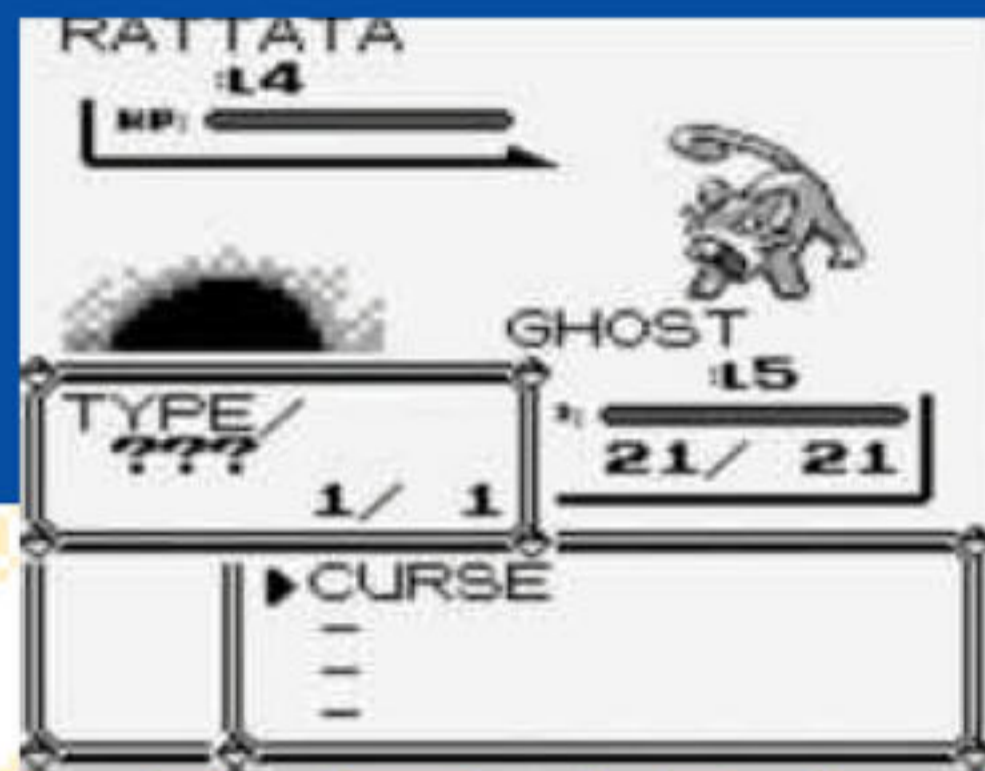 RATTATA
:L4
HP:
GHOST
:L5
21/ 21
TYPE/
???
1/ 1
▶CURSE
–
–
–